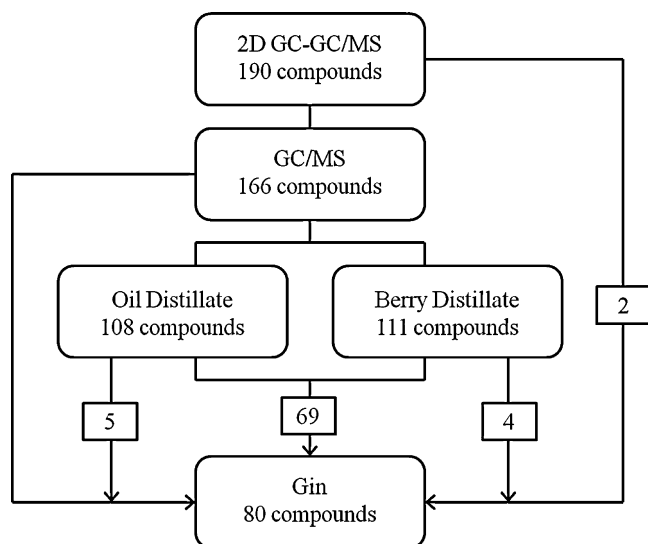 2D GC-GC/MS
190 compounds
GC/MS
166 compounds
Oil Distillate
108 compounds
Berry Distillate
111 compounds
2
5
69
4
Gin
80 compounds